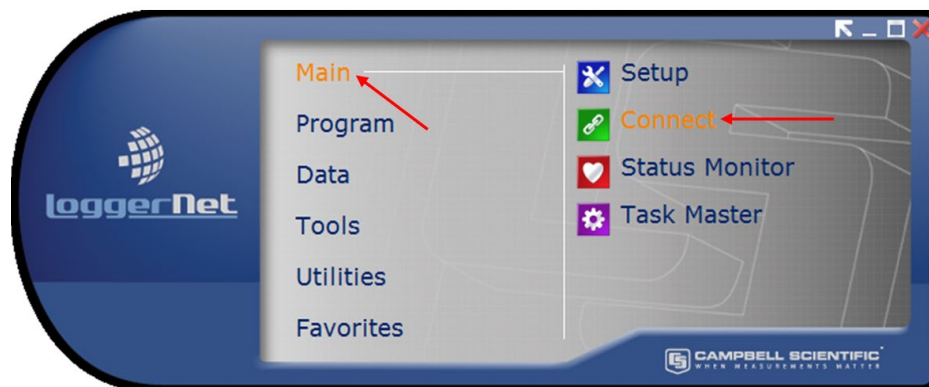 Main
Program
Data
Tools
Utilities
Favorites
Setup
Connect
Status Monitor
Task Master
LoggerNet
CAMPBELL SCIENTIFIC
WHEN MEASUREMENTS MATTER